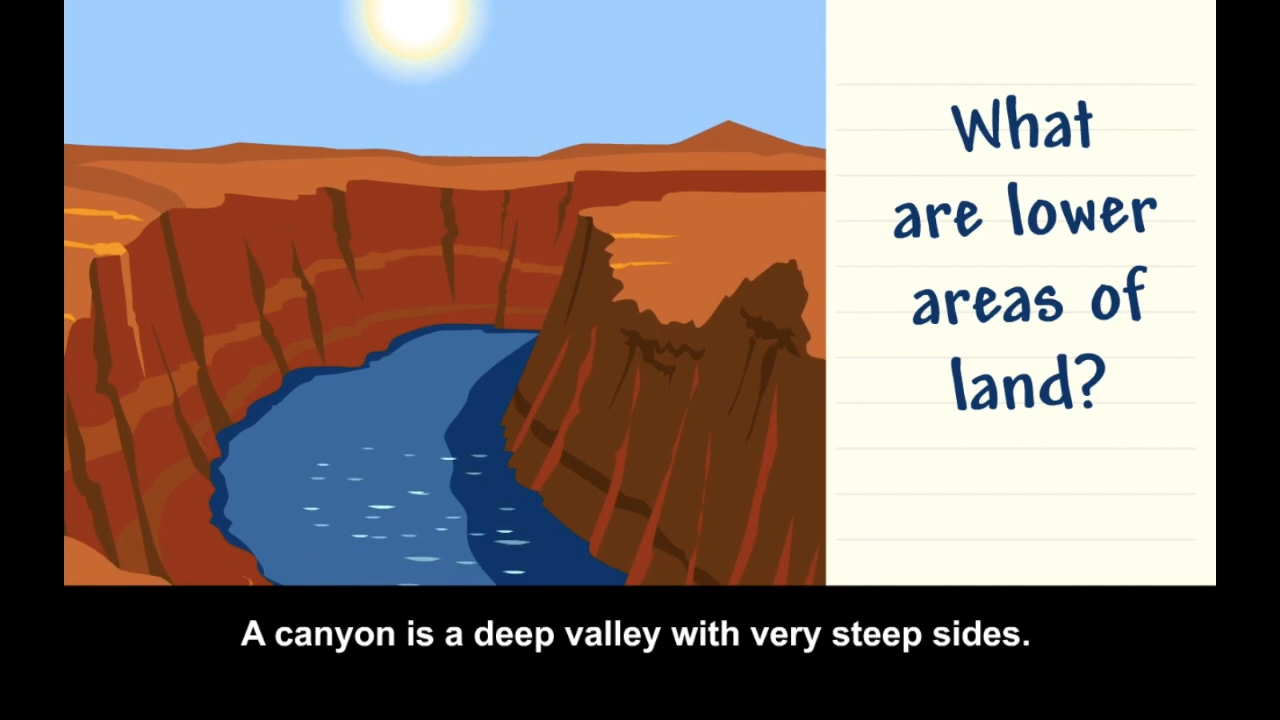 What
are lower
areas of
land?
A canyon is a deep valley with very steep sides.